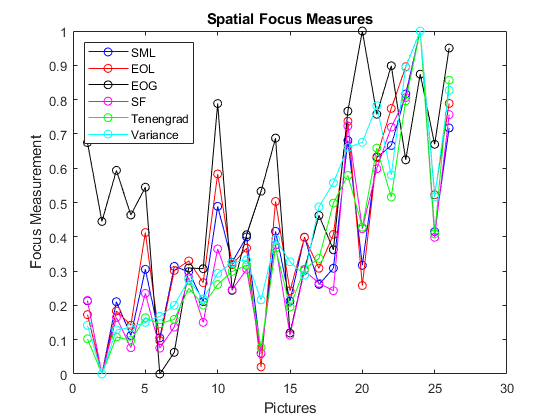 Spatial Focus Measures
1
0.9
0.8
0.7
0.6
0.5
0.4
0.3
0.2
0.1
0
SML
EOL
EOG
SF
Tenengrad
Variance
Focus Measurement
0 5 10 15 20 25 30
Pictures